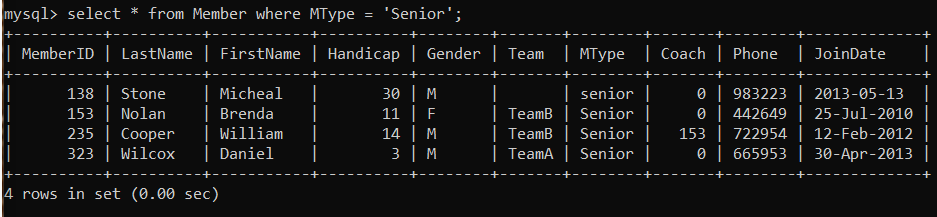 mysql> select * from Member where MType = 'Senior';
+----------+----------+-----------+----------+--------+-------+--------+-------+--------+-------------+
| MemberID | LastName | FirstName | Handicap | Gender | Team  | MType  | Coach | Phone  | JoinDate    |
+----------+----------+-----------+----------+--------+-------+--------+-------+--------+-------------+
|      138 | Stone    | Micheal   |       30 | M      |       | senior |     0 | 983223 | 2013-05-13  |
|      153 | Nolan    | Brenda    |       11 | F      | TeamB | Senior |     0 | 442649 | 25-Jul-2010 |
|      235 | Cooper   | William   |       14 | M      | TeamB | Senior |   153 | 722954 | 12-Feb-2012 |
|      323 | Wilcox   | Daniel    |        3 | M      | TeamA | Senior |     0 | 665953 | 30-Apr-2013 |
+----------+----------+-----------+----------+--------+-------+--------+-------+--------+-------------+
4 rows in set (0.00 sec)